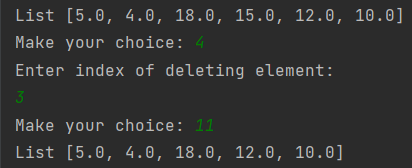 List [5.0, 4.0, 18.0, 15.0, 12.0, 10.0]
Make your choice: 4
Enter index of deleting element:
3
Make your choice: 11
List [5.0, 4.0, 18.0, 12.0, 10.0]